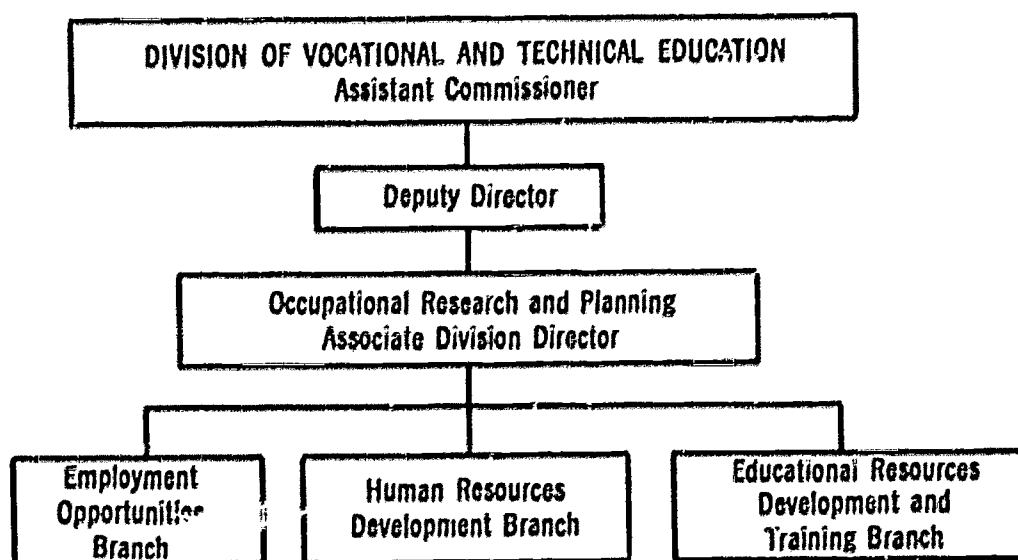 DIVISION OF VOCATIONAL AND TECHNICAL EDUCATION
Assistant Commissioner
Deputy Director
Occupational Research and Planning
Associate Division Director
Employment
Opportunities
Branch
Human Resources
Development Branch
Educational Resources
Development and
Training Branch